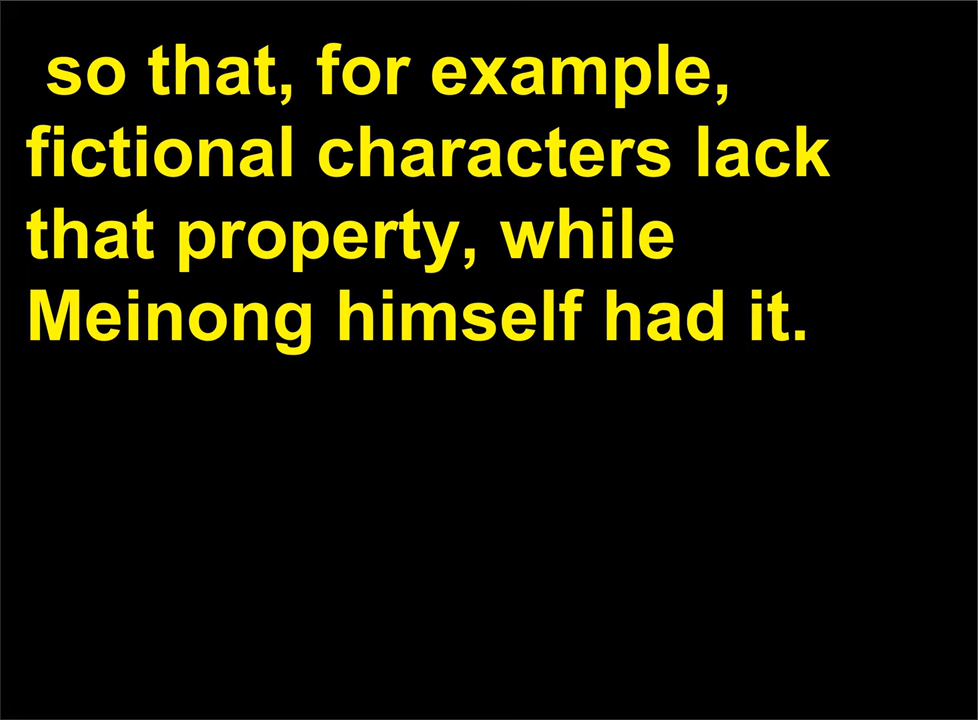 so that, for example,
fictional characters lack
that property, while
Meinong himself had it.